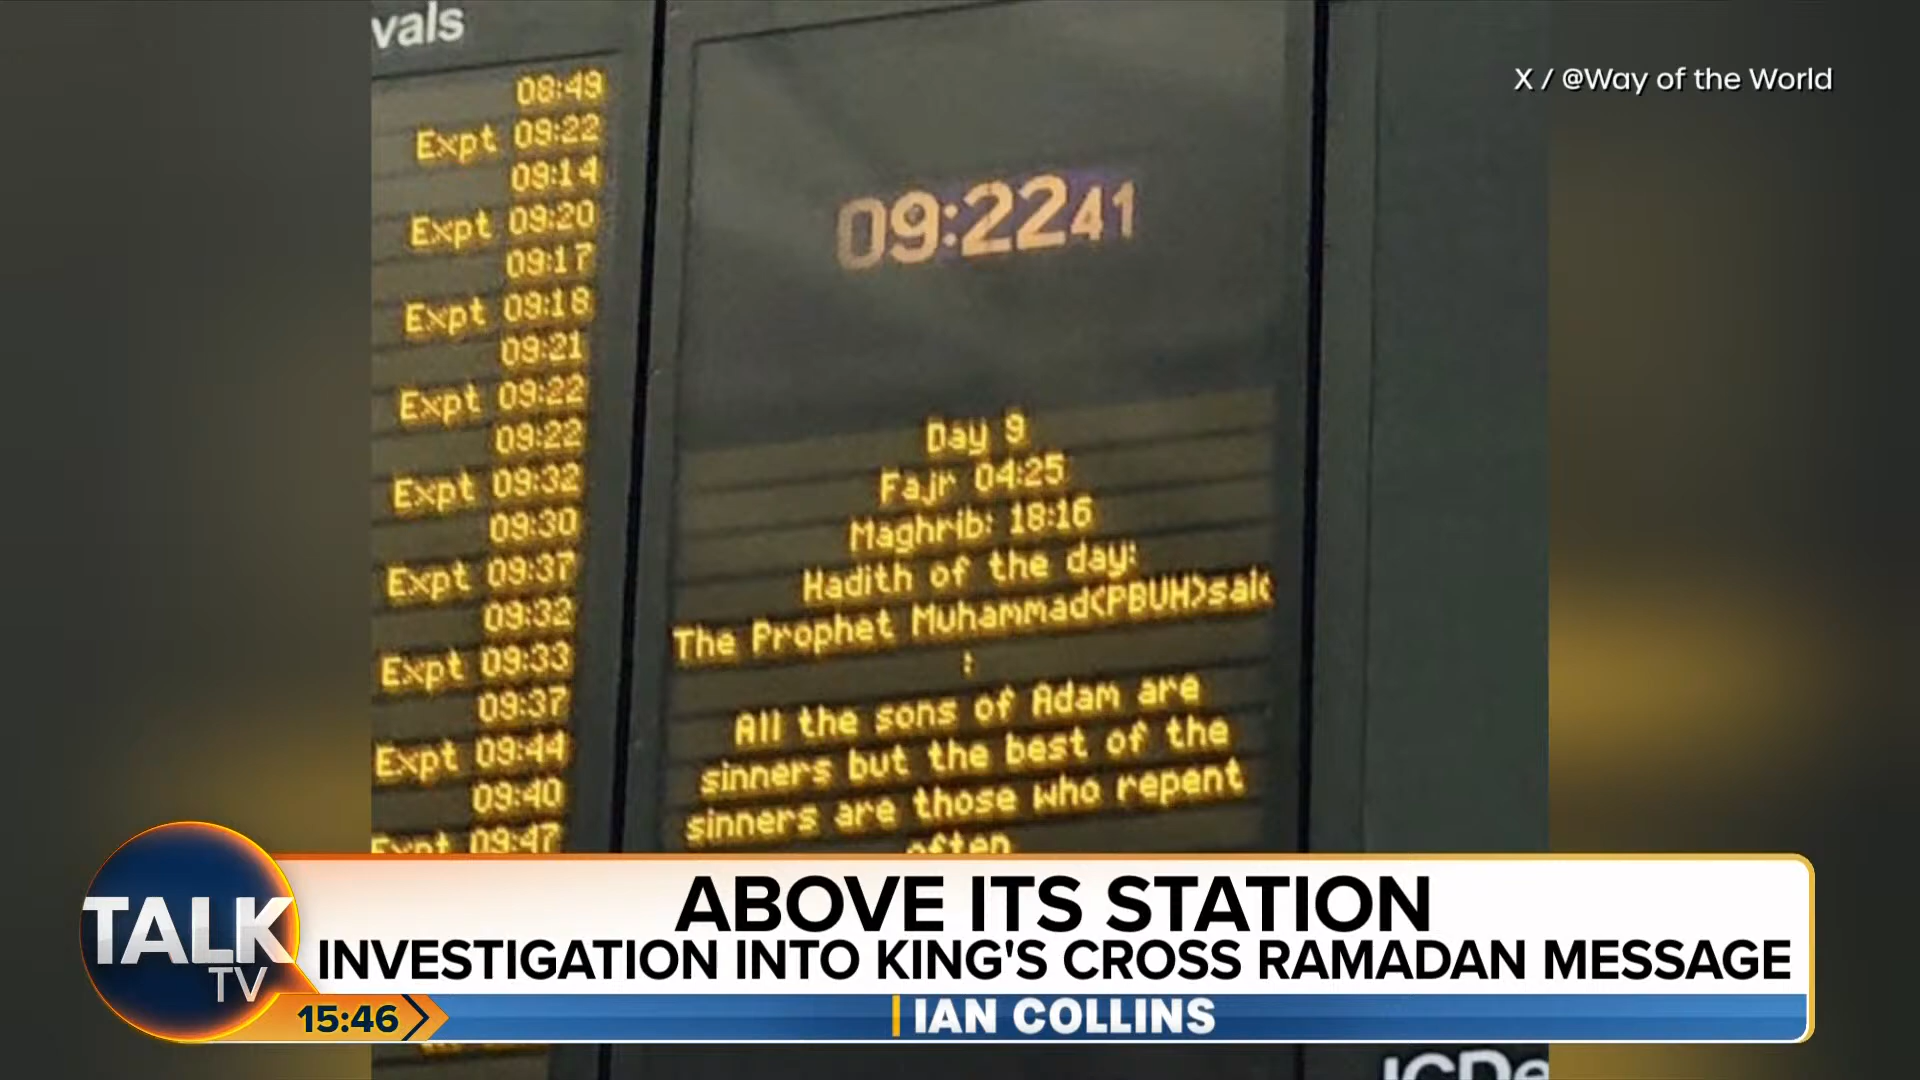 vals
08:49
Expt 09:22
09:14
Expt 09:20
09:17
Expt 09:18
09:21
Expt 09:22
09:22
Expt 09:32
09:30
Expt 09:37
09:32
Expt 09:33
09:37
Expt 09:44
09:40
Expt 09:47
09:2241
Day 9
Fajr 04:25
Maghrib: 18:16
Hadith of the day:
The Prophet Muhammad(PBUH)said
:
All the sons of Adam are
sinners but the best of the
sinners are those who repent
often
X / @Way of the World
TALK
TV
ABOVE ITS STATION
INVESTIGATION INTO KING'S CROSS RAMADAN MESSAGE
15:46
IAN COLLINS